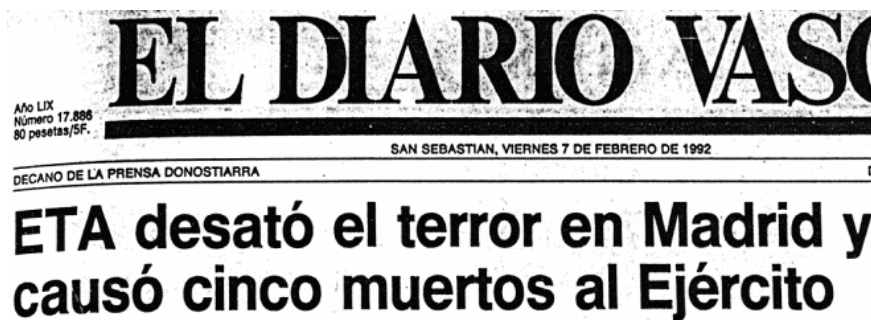 EL DIARIO VASC
Año LIX
Número 17.886
80 pesetas/5F.
SAN SEBASTIAN, VIERNES 7 DE FEBRERO DE 1992
DECANO DE LA PRENSA DONOSTIARRA
ETA desató el terror en Madrid y
causó cinco muertos al Ejército